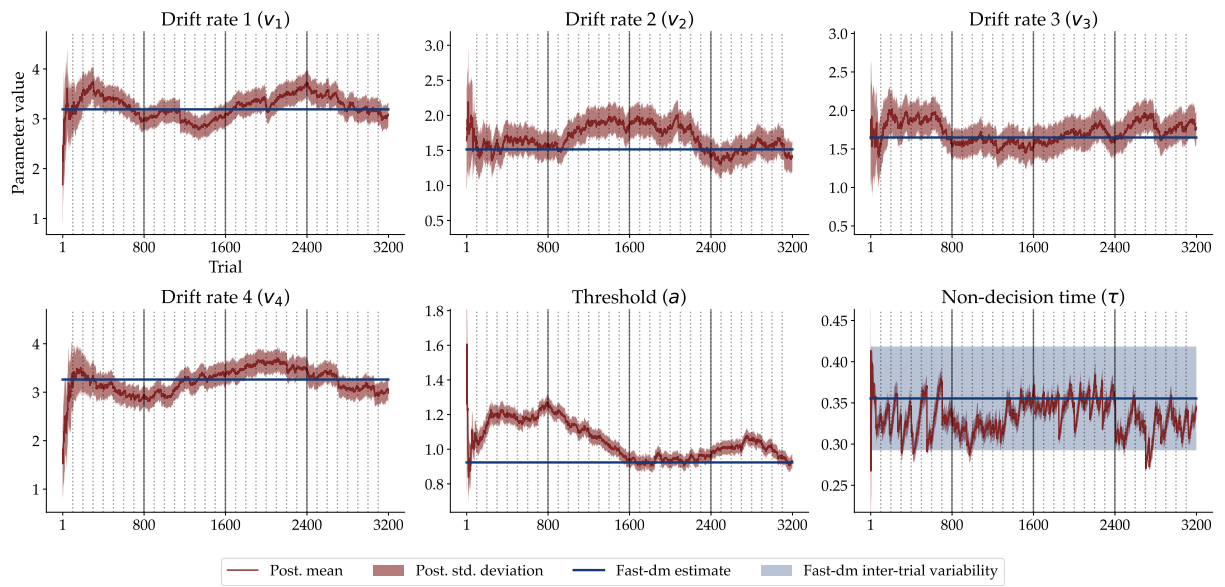 Drift rate 1 (v₁)
Drift rate 2 (v₂)
Drift rate 3 (v₃)
Parameter value
4
3
2
1
3.0
2.5
2.0
1.5
1.0
0.5
3.0
2.5
2.0
1.5
1.0
0.5
1 800 1600 2400 3200
1 800 1600 2400 3200
1 800 1600 2400 3200
Trial
Drift rate 4 (v₄)
Threshold (a)
Non-decision time (τ)
4
3
2
1
1.8
1.6
1.4
1.2
1.0
0.8
0.45
0.40
0.35
0.30
0.25
1 800 1600 2400 3200
1 800 1600 2400 3200
1 800 1600 2400 3200
Post. mean
Post. std. deviation
Fast-dm estimate
Fast-dm inter-trial variability